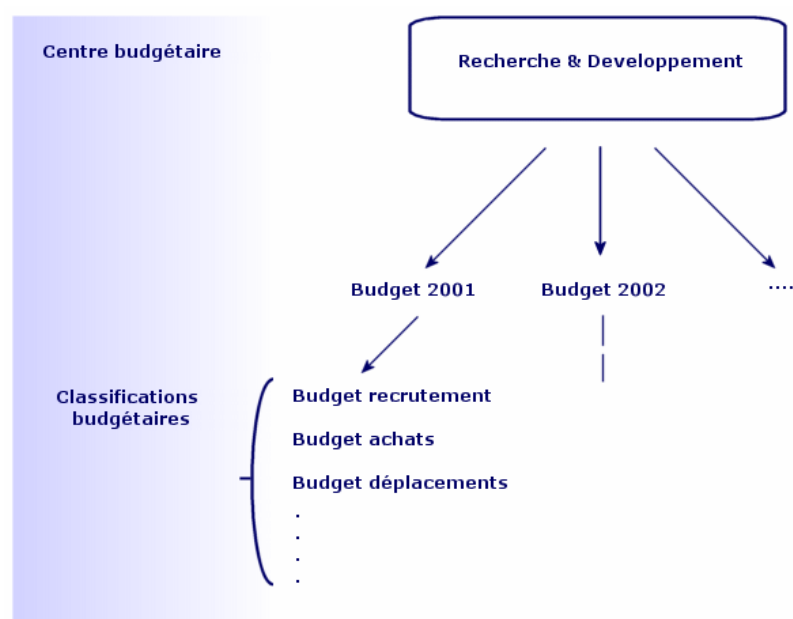 Centre budgétaire
Recherche & Developpement
Budget 2001
Budget 2002
....
Classifications
budgétaires
Budget recrutement
Budget achats
Budget déplacements
.
.
.
.